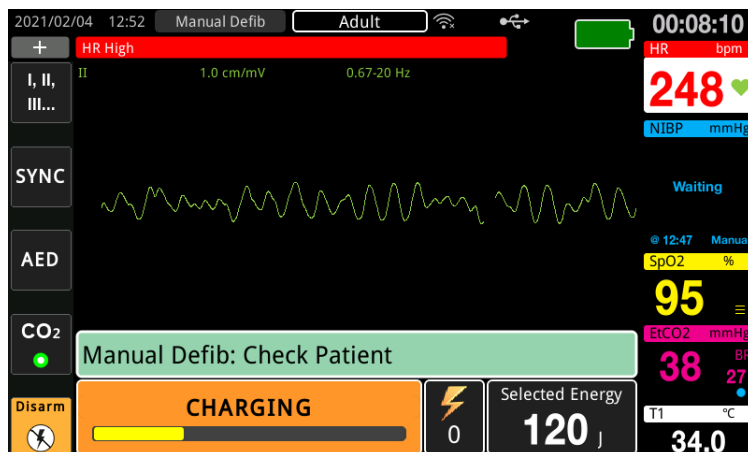 2021/02/04 12:52 Manual Defib Adult 00:08:10
+ HR High HR bpm
I, II, III...
II 1.0 cm/mV 0.67-20 Hz
248
NIBP mmHg
SYNC
Waiting
@ 12:47 Manua
AED
SpO2 %
95
CO2
EtCO2 mmHg
38 BR 27
Manual Defib: Check Patient
Disarm
CHARGING
0
Selected Energy
120 J
T1 °C
34.0